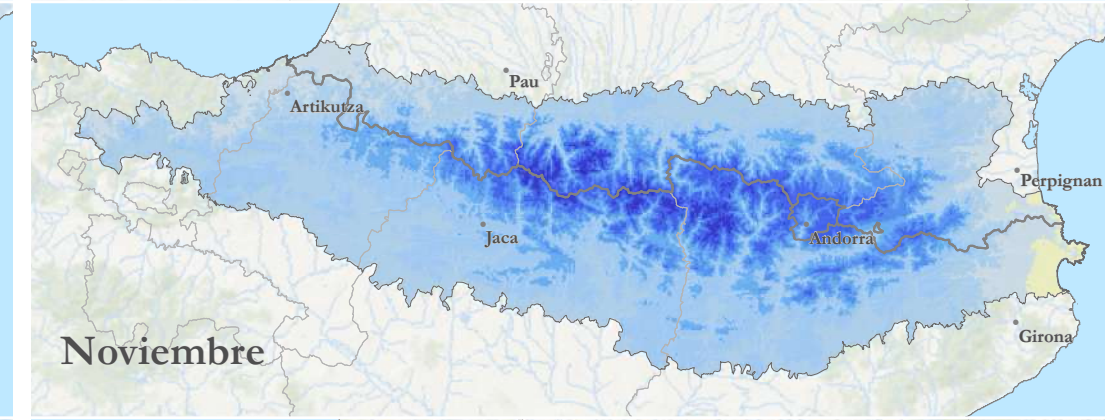 Pau
Artikutza
Perpignan
Jaca
Andorra
Girona
Noviembre